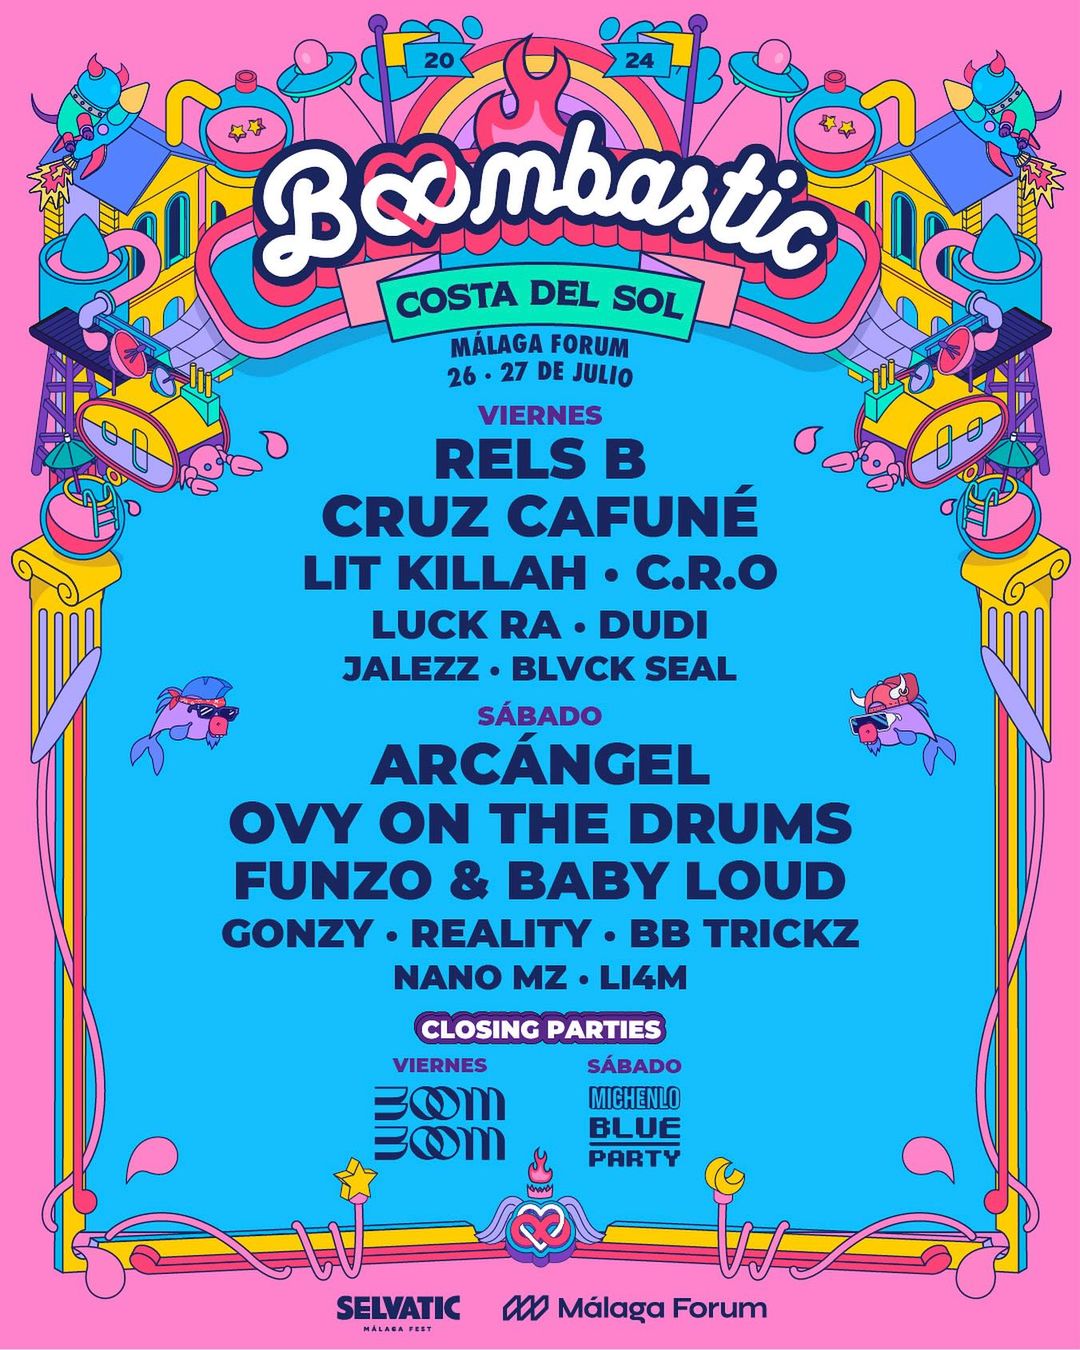 20 24
Boombastic
COSTA DEL SOL
MÁLAGA FORUM
26 · 27 DE JULIO
VIERNES
RELS B
CRUZ CAFUNÉ
LIT KILLAH • C.R.O
LUCK RA • DUDI
JALEZZ • BLVCK SEAL
SÁBADO
ARCÁNGEL
OVY ON THE DRUMS
FUNZO & BABY LOUD
GONZY • REALITY • BB TRICKZ
NANO MZ • LI4M
CLOSING PARTIES
VIERNES
BOOM
BOOM
SÁBADO
MICHENLO
BLUE
PARTY
SELVATIC
MÁLAGA FEST
Málaga Forum